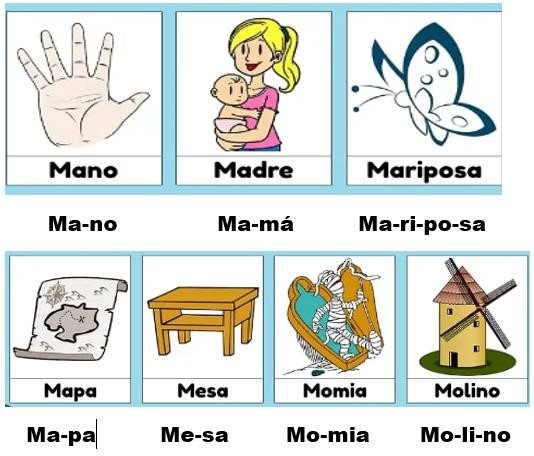 Mano Madre Mariposa
Ma-no Ma-má Ma-ri-po-sa
Mapa Mesa Momia Molino
Ma-pa Me-sa Mo-mia Mo-li-no